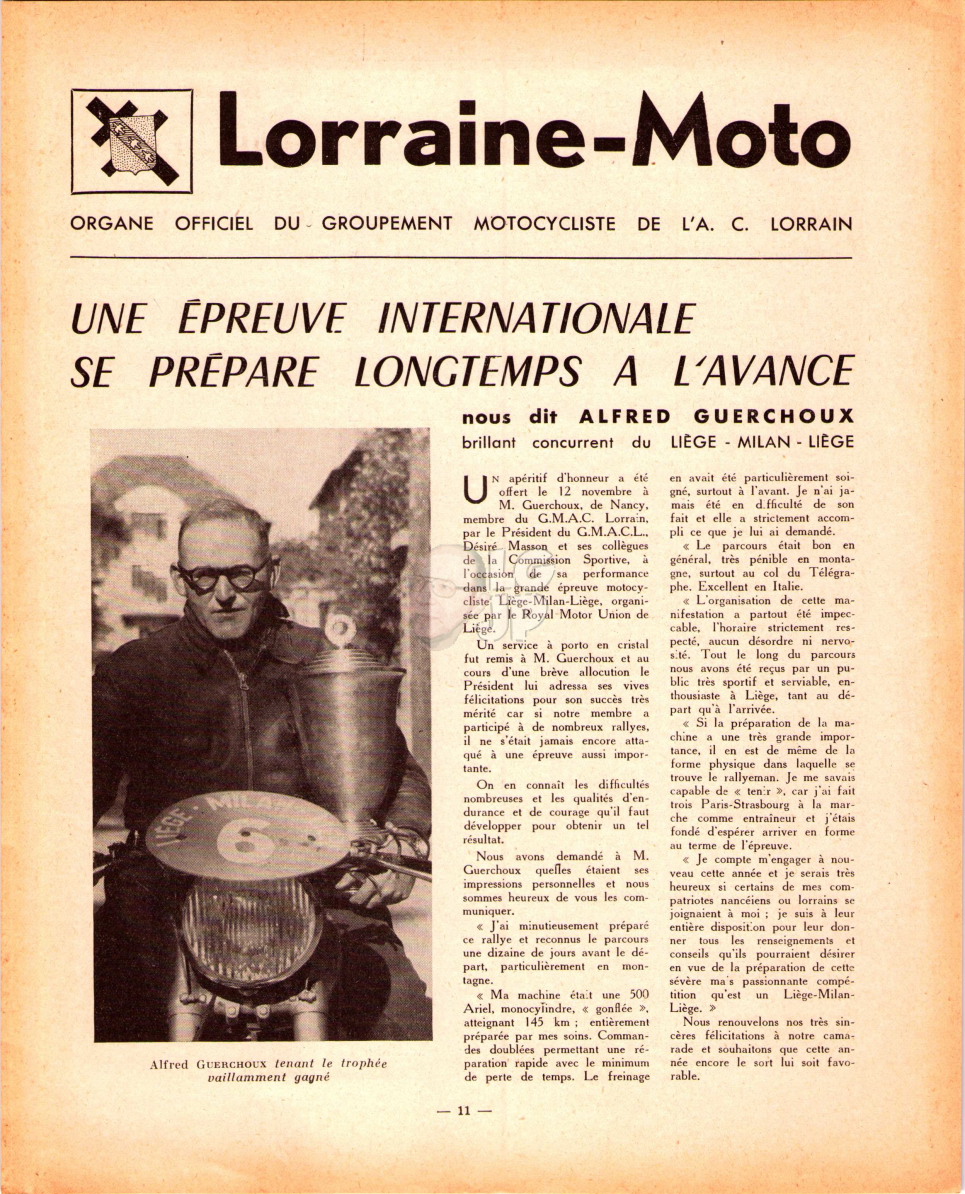 Lorraine-Moto
ORGANE OFFICIEL DU GROUPEMENT MOTOCYCLISTE DE L'A. C. LORRAIN
UNE ÉPREUVE INTERNATIONALE
SE PRÉPARE LONGTEMPS A L'AVANCE
nous dit ALFRED GUERCHOUX
brillant concurrent du LIÈGE - MILAN - LIÈGE
UN apéritif d'honneur a été
offert le 12 novembre à
M. Guerchoux, de Nancy,
membre du G.M.A.C. Lorrain,
par le Président du G.M.A.C.L.,
Désiré Masson et ses collègues
de la Commission Sportive, à
l'occasion de sa performance
dans la grande épreuve motocy-
cliste Liège-Milan-Liège, organi-
sée par le Royal Motor Union de
Liège.
Un service à porto en cristal
fut remis à M. Guerchoux et au
cours d'une brève allocution le
Président lui adressa ses vives
félicitations pour son succès très
mérité car si notre membre a
participé à de nombreux rallyes,
il ne s'était jamais encore atta-
qué à une épreuve aussi impor-
tante.
On en connaît les difficultés
nombreuses et les qualités d'en-
durance et de courage qu'il faut
développer pour obtenir un tel
résultat.
Nous avons demandé à M.
Guerchoux quelles étaient ses
impressions personnelles et nous
sommes heureux de vous les com-
muniquer.
« J'ai minutieusement préparé
ce rallye et reconnus le parcours
une dizaine de jours avant le dé-
part, particulièrement en mon-
tagne.
« Ma machine était une 500
Ariel, monocylindre, « gonflée »,
atteignant 145 km ; entièrement
préparée par mes soins. Comman-
des doublées permettant une ré-
paration rapide avec le minimum
de perte de temps. Le freinage
en avait été particulièrement soi-
gné, surtout à l'avant. Je n'ai ja-
mais été en d.fficulté de son
fait et elle a strictement accom-
pli ce que je lui ai demandé.
« Le parcours était bon en
général, très pénible en monta-
gne, surtout au col du Télégra-
phe. Excellent en Italie.
« L'organisation de cette ma-
nifestation a partout été impec-
cable, l'horaire strictement res-
pecté, aucun désordre ni nervo-
sité. Tout le long du parcours
nous avons été reçus par un pu-
blic très sportif et serviable, en-
thousiaste à Liège, tant au dé-
part qu'à l'arrivée.
« Si la préparation de la ma-
chine a une très grande impor-
tance, il en est de même de la
forme physique dans laquelle se
trouve le rallyeman. Je me savais
capable de « tenir », car j'ai fait
trois Paris-Strasbourg à la mar-
che comme entraîneur et j'étais
fondé d'espérer arriver en forme
au terme de l'épreuve.
« Je compte m'engager à nou-
veau cette année et je serais très
heureux si certains de mes com-
patriotes nancéiens ou lorrains se
joignaient à moi ; je suis à leur
entière disposition pour leur don-
ner tous les renseignements et
conseils qu'ils pourraient désirer
en vue de la préparation de cette
sévère ma's passionnante compé-
tition qu'est un Liège-Milan-
Liège. »
Nous renouvelons nos très sin-
cères félicitations à notre cama-
rade et souhaitons que cette an-
née encore le sort lui soit favo-
rable.
LIÈGE - MILAN
6
Alfred GUERCHOUX tenant le trophée
vaillamment gagné
— 11 —